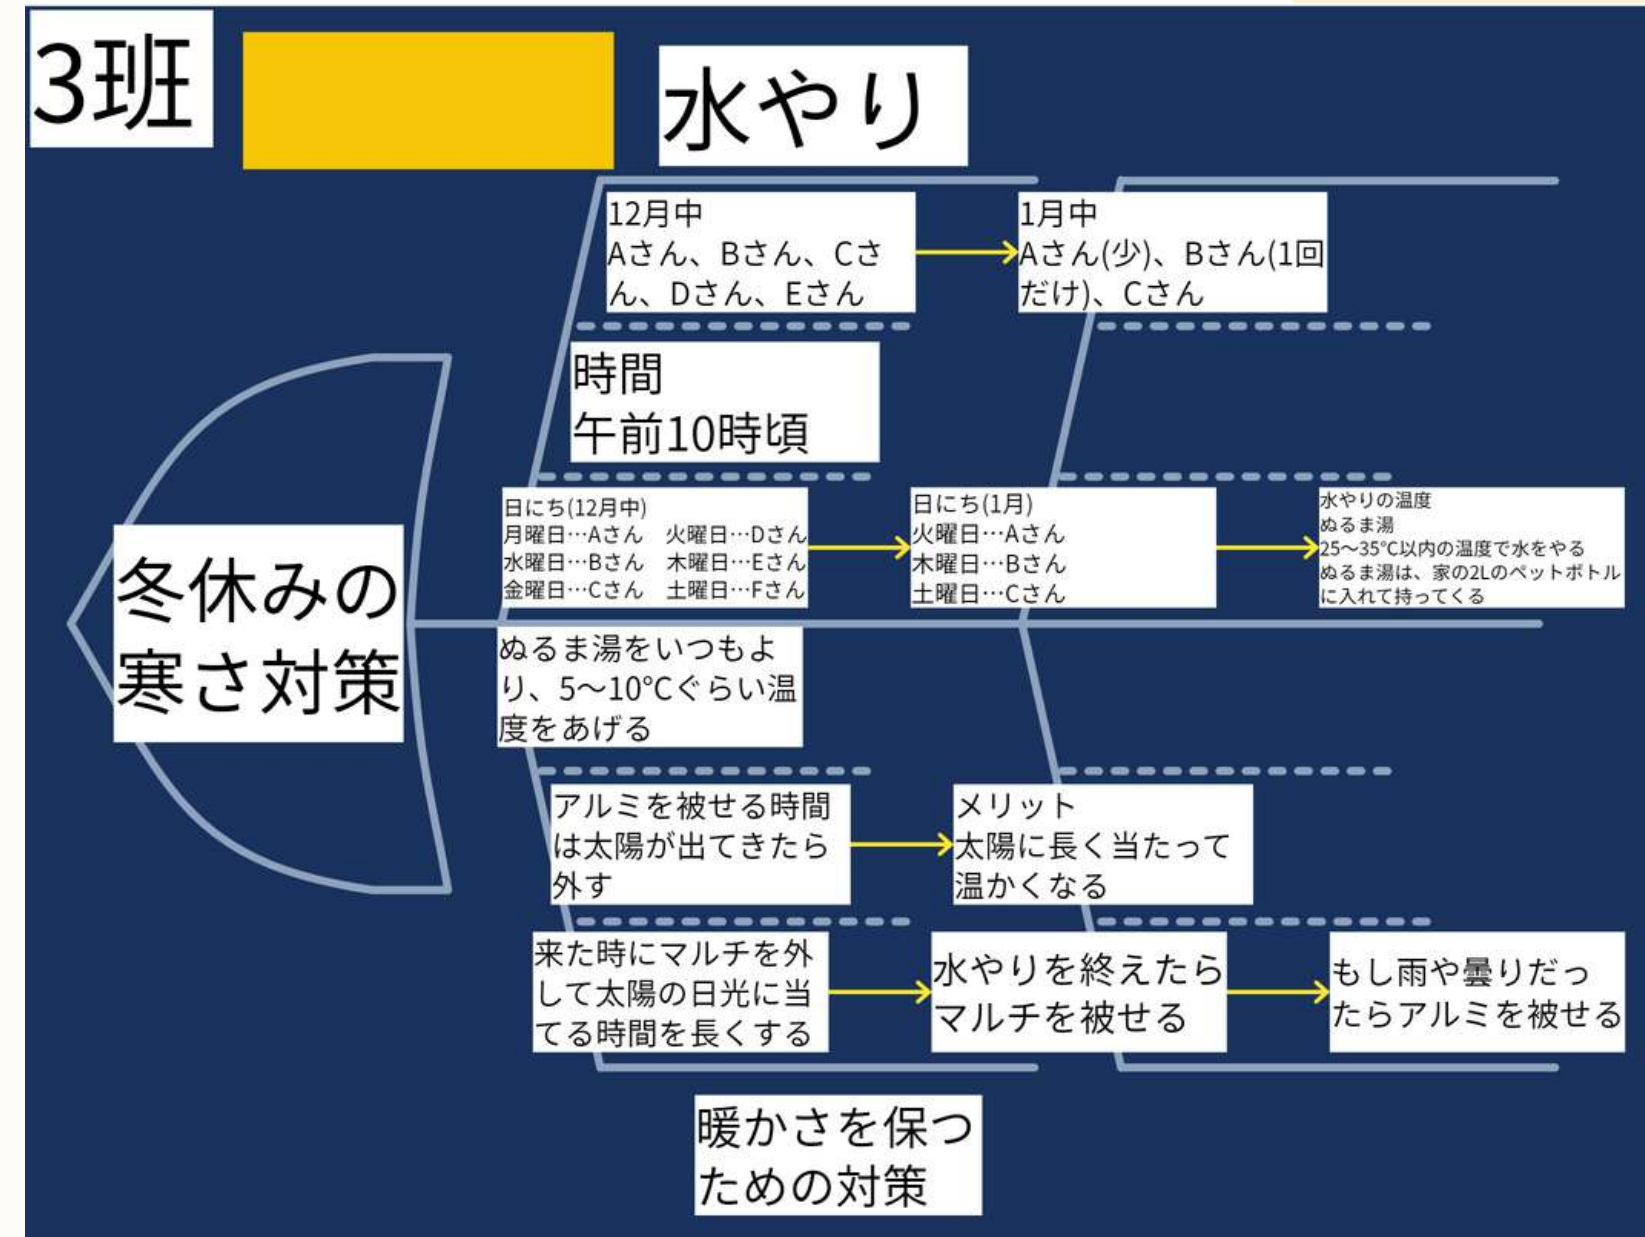 3班
水やり
12月中
Aさん、Bさん、Cさ
ん、Dさん、Eさん
1月中
Aさん(少)、Bさん(1回
だけ)、Cさん
時間
午前10時頃
日にち(12月中)
月曜日…Aさん　火曜日…Dさん
水曜日…Bさん　木曜日…Eさん
金曜日…Cさん　土曜日…Fさん
日にち(1月)
火曜日…Aさん
木曜日…Bさん
土曜日…Cさん
水やりの温度
ぬるま湯
25～35℃以内の温度で水をやる
ぬるま湯は、家の2Lのペットボトル
に入れて持ってくる
冬休みの
寒さ対策
ぬるま湯をいつもよ
り、5～10℃ぐらい温
度をあげる
アルミを被せる時間
は太陽が出てきたら
外す
メリット
太陽に長く当たって
温かくなる
来た時にマルチを外
して太陽の日光に当
てる時間を長くする
水やりを終えたら
マルチを被せる
もし雨や曇りだっ
たらアルミを被せる
暖かさを保つ
ための対策